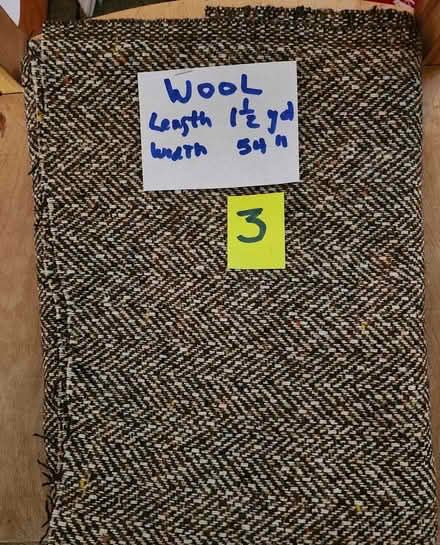 WOOL
Length 1½ yd
Width 54"
3